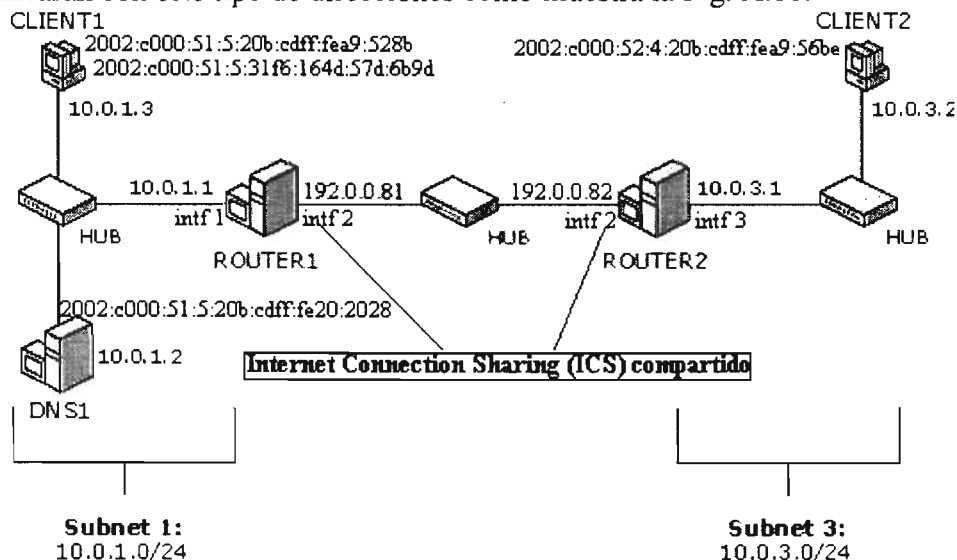 CLIENT1
CLIENT2
2002:c000:51:5:20b:cdff:fea9:528b
2002:c000:51:5:31f6:164d:57d:6b9d
2002:c000:52:4:20b:cdff:fea9:56be
10.0.1.3
10.0.3.2
10.0.1.1
192.0.0.81
192.0.0.82
10.0.3.1
intf 1
intf 2
intf 2
intf 3
HUB
HUB
HUB
ROUTER1
ROUTER2
2002:c000:51:5:20b:cdff:fe20:2028
10.0.1.2
Internet Connection Sharing (ICS) compartido
DNS1
Subnet 1:
10.0.1.0/24
Subnet 3:
10.0.3.0/24